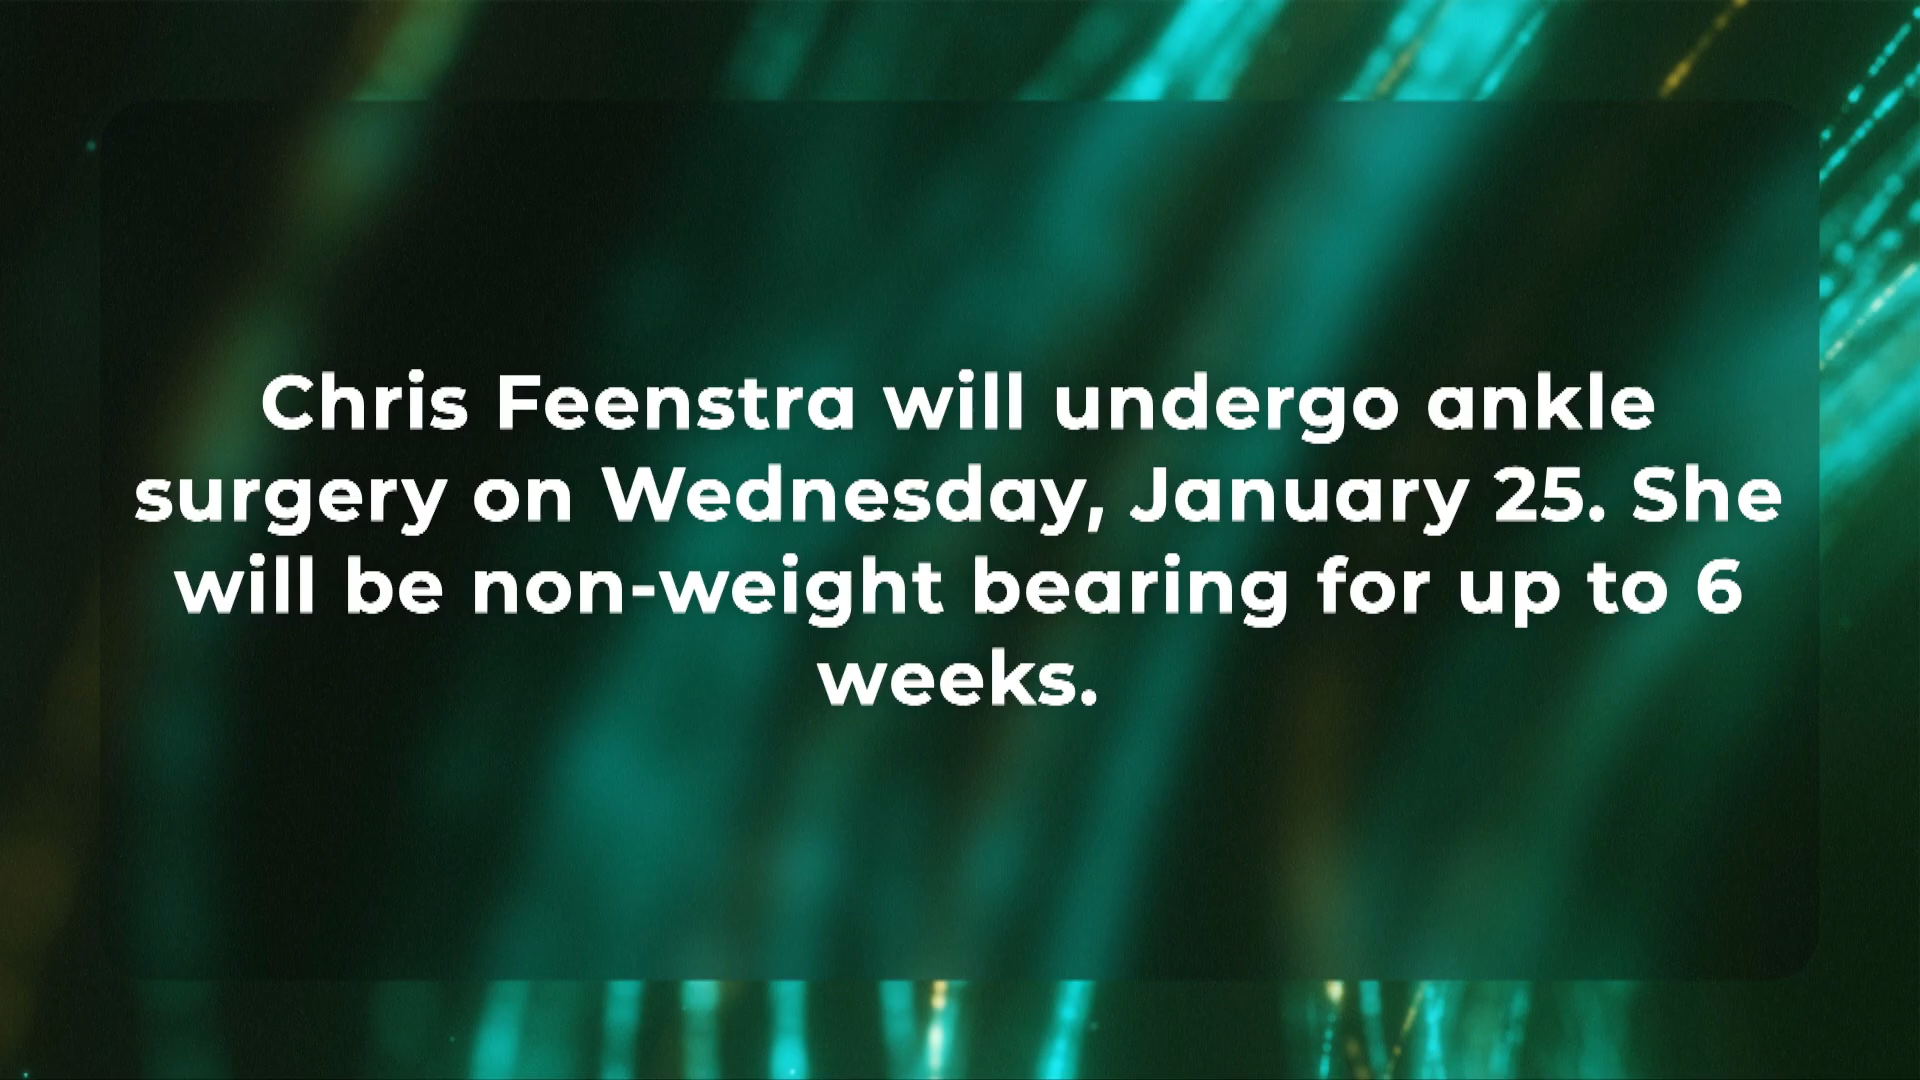 Chris Feenstra will undergo ankle
surgery on Wednesday, January 25. She
will be non-weight bearing for up to 6
weeks.